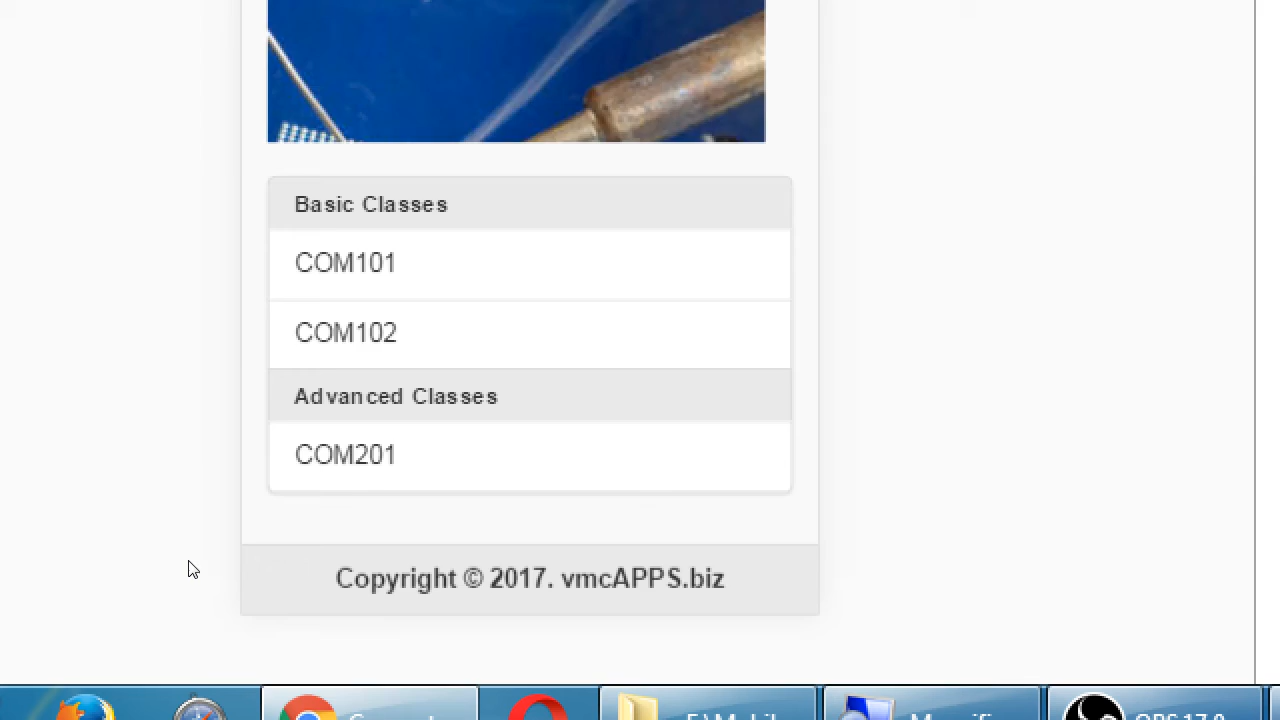 Basic Classes
COM101
COM102
Advanced Classes
COM201
Copyright © 2017. vmcAPPS.biz